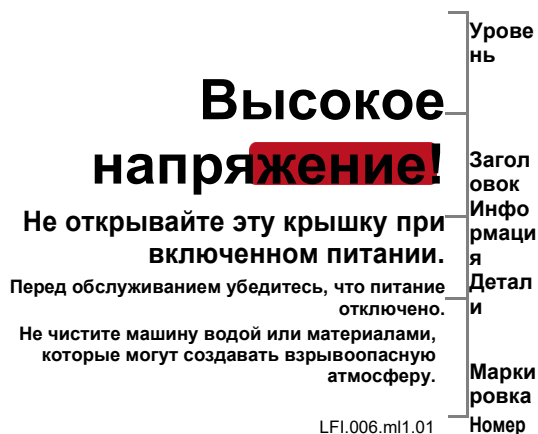 Высокое
напряжение!
Не открывайте эту крышку при
включенном питании.
Перед обслуживанием убедитесь, что питание
отключено.
Не чистите машину водой или материалами,
которые могут создавать взрывоопасную
атмосферу.
LFI.006.ml1.01
Урове
нь
Загол
овок
Инфо
рмаци
я
Детал
и
Марки
ровка
Номер